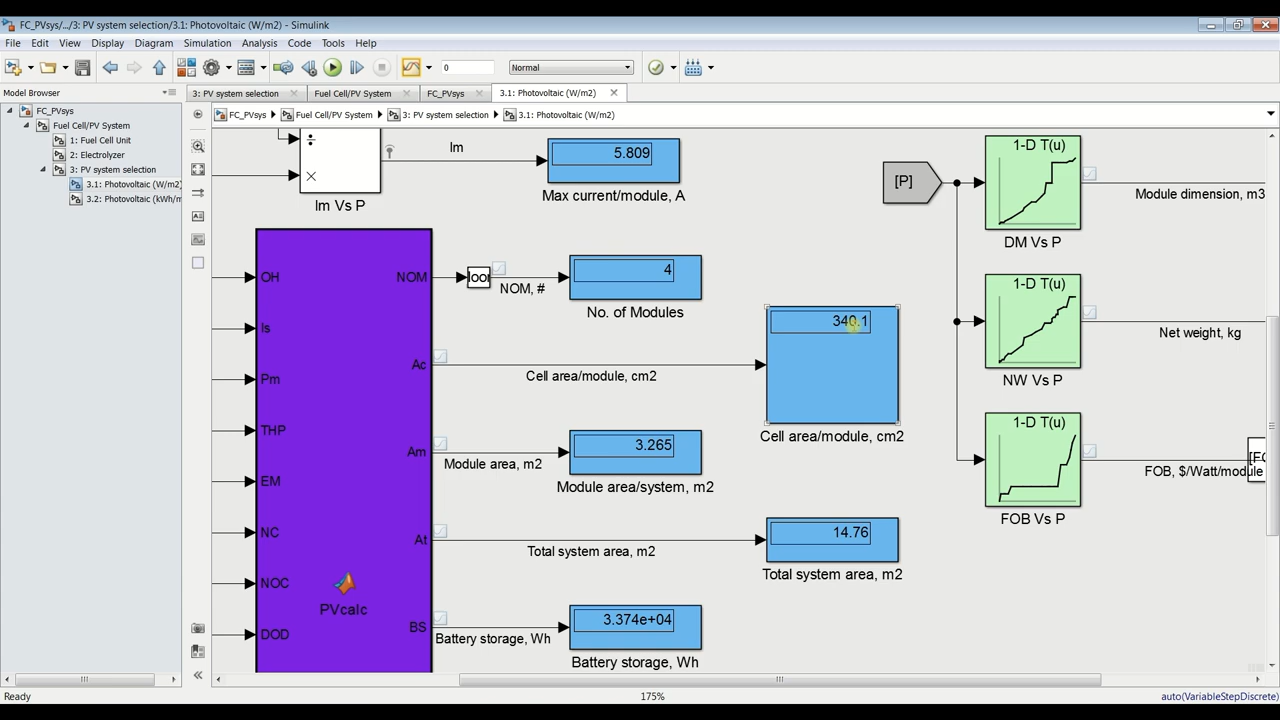 FC_PVsys/.../3: PV system selection/3.1: Photovoltaic (W/m2) - Simulink
File Edit View Display Diagram Simulation Analysis Code Tools Help
0 Normal
Model Browser
3: PV system selection Fuel Cell/PV System FC_PVsys 3.1: Photovoltaic (W/m2)
FC_PVsys Fuel Cell/PV System 3: PV system selection 3.1: Photovoltaic (W/m2)
FC_PVsys
Fuel Cell/PV System
1: Fuel Cell Unit
2: Electrolyzer
3: PV system selection
3.1: Photovoltaic (W/m2)
3.2: Photovoltaic (kWh/m
÷
×
Im Vs P
Im
5.809
Max current/module, A
OH
Is
Pm
THP
EM
NC
NOC
DOD
PVcalc
NOM
Ac
Am
At
BS
NOM, #
4
No. of Modules
Cell area/module, cm2
340.1
Cell area/module, cm2
Module area, m2
3.265
Module area/system, m2
Total system area, m2
14.76
Total system area, m2
Battery storage, Wh
3.374e+04
Battery storage, Wh
[P]
1-D T(u)
DM Vs P
Module dimension, m3
1-D T(u)
NW Vs P
Net weight, kg
1-D T(u)
FOB Vs P
FOB, $/Watt/module
Ready 175% auto(VariableStepDiscrete)